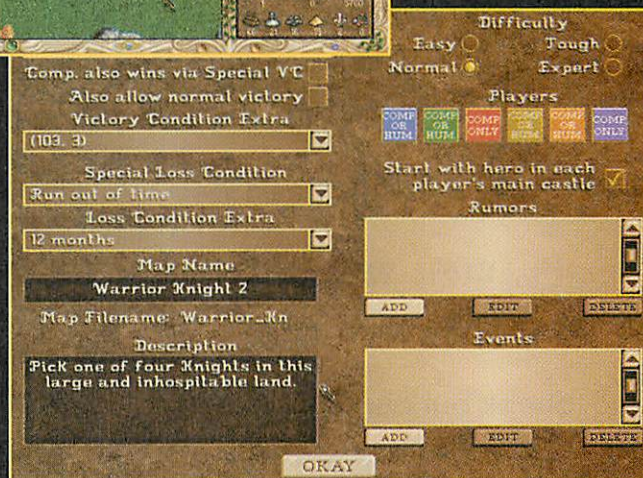 Comp. also wins via Special VC
Also allow normal victory
Victory Condition Extra
(103, 3)
Special Loss Condition
Run out of time
Loss Condition Extra
12 months
Map Name
Warrior Knight 2
Map Filename: Warrior_Kn
Description
Pick one of four Knights in this
large and inhospitable land.
Difficulty
Easy Tough
Normal Expert
Players
COMP OR HUM
COMP OR HUM
COMP ONLY
COMP OR HUM
COMP OR HUM
COMP ONLY
Start with hero in each
player's main castle
Rumors
ADD EDIT DELETE
Events
ADD EDIT DELETE
OKAY